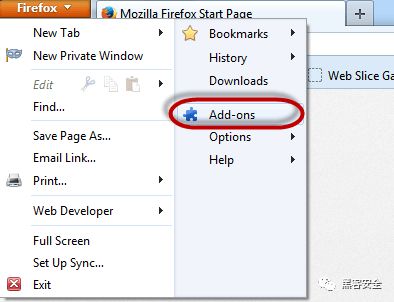 Firefox
Mozilla Firefox Start Page
New Tab
New Private Window
Edit
Find...
Save Page As...
Email Link...
Print...
Web Developer
Full Screen
Set Up Sync...
Exit
Bookmarks
History
Downloads
Add-ons
Options
Help
Web Slice Ga
黑客安全